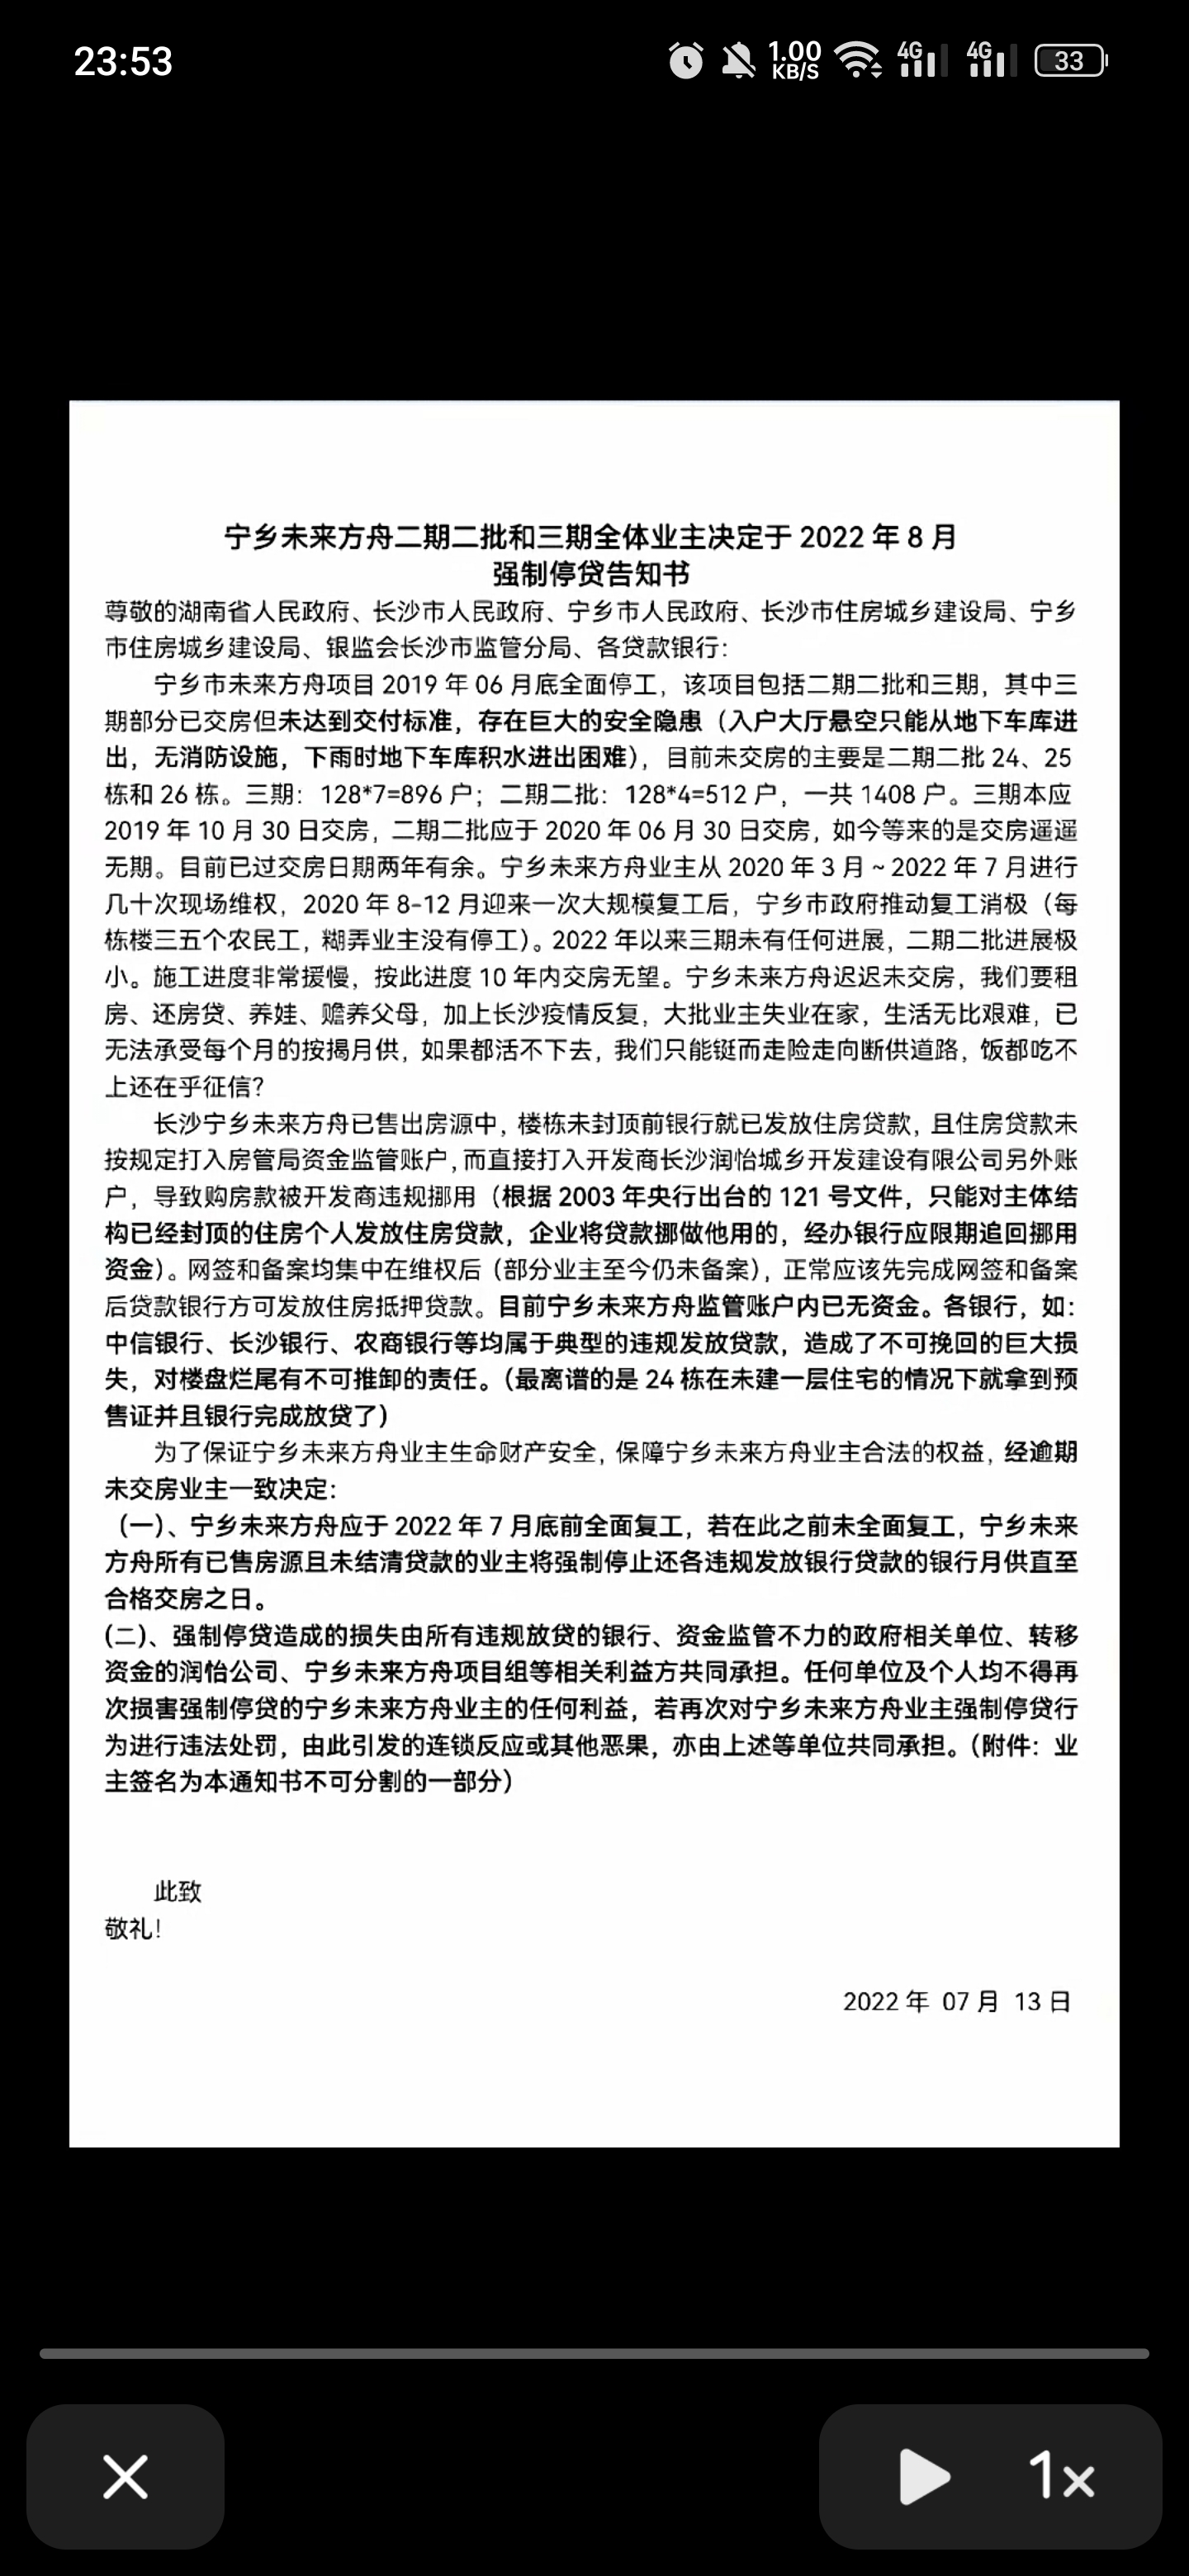 23:53
1.00
KB/S
4G
4G
33
宁乡未来方舟二期二批和三期全体业主决定于 2022 年 8 月
强制停贷告知书
尊敬的湖南省人民政府、长沙市人民政府、宁乡市人民政府、长沙市住房城乡建设局、宁乡
市住房城乡建设局、银监会长沙市监管分局、各贷款银行:
宁乡市未来方舟项目 2019 年 06 月底全面停工，该项目包括二期二批和三期，其中三
期部分已交房但未达到交付标准，存在巨大的安全隐患（入户大厅悬空只能从地下车库进
出，无消防设施，下雨时地下车库积水进出困难），目前未交房的主要是二期二批 24、25
栋和 26 栋。三期：128*7=896 户；二期二批：128*4=512 户，一共 1408 户。三期本应
2019 年 10 月 30 日交房，二期二批应于 2020 年 06 月 30 日交房，如今等来的是交房遥遥
无期。目前已过交房日期两年有余。宁乡未来方舟业主从 2020 年 3 月 ~ 2022 年 7 月进行
几十次现场维权，2020 年 8-12 月迎来一次大规模复工后，宁乡市政府推动复工消极（每
栋楼三五个农民工，糊弄业主没有停工）。2022 年以来三期未有任何进展，二期二批进展极
小。施工进度非常援慢，按此进度 10 年内交房无望。宁乡未来方舟迟迟未交房，我们要租
房、还房贷、养娃、赡养父母，加上长沙疫情反复，大批业主失业在家，生活无比艰难，已
无法承受每个月的按揭月供，如果都活不下去，我们只能铤而走险走向断供道路，饭都吃不
上还在乎征信?
长沙宁乡未来方舟已售出房源中，楼栋未封顶前银行就已发放住房贷款，且住房贷款未
按规定打入房管局资金监管账户，而直接打入开发商长沙润怡城乡开发建设有限公司另外账
户，导致购房款被开发商违规挪用（根据 2003 年央行出台的 121 号文件，只能对主体结
构已经封顶的住房个人发放住房贷款，企业将贷款挪做他用的，经办银行应限期追回挪用
资金）。网签和备案均集中在维权后（部分业主至今仍未备案），正常应该先完成网签和备案
后贷款银行方可发放住房抵押贷款。目前宁乡未来方舟监管账户内已无资金。各银行，如：
中信银行、长沙银行、农商银行等均属于典型的违规发放贷款，造成了不可挽回的巨大损
失，对楼盘烂尾有不可推卸的责任。（最离谱的是 24 栋在未建一层住宅的情况下就拿到预
售证并且银行完成放贷了）
为了保证宁乡未来方舟业主生命财产安全，保障宁乡未来方舟业主合法的权益，经逾期
未交房业主一致决定：
（一）、宁乡未来方舟应于 2022 年 7 月底前全面复工，若在此之前未全面复工，宁乡未来
方舟所有已售房源且未结清贷款的业主将强制停止还各违规发放银行贷款的银行月供直至
合格交房之日。
(二)、强制停贷造成的损失由所有违规放贷的银行、资金监管不力的政府相关单位、转移
资金的润怡公司、宁乡未来方舟项目组等相关利益方共同承担。任何单位及个人均不得再
次损害强制停贷的宁乡未来方舟业主的任何利益，若再次对宁乡未来方舟业主强制停贷行
为进行违法处罚，由此引发的连锁反应或其他恶果，亦由上述等单位共同承担。（附件：业
主签名为本通知书不可分割的一部分）
此致
敬礼！
2022 年 07 月 13 日
1×